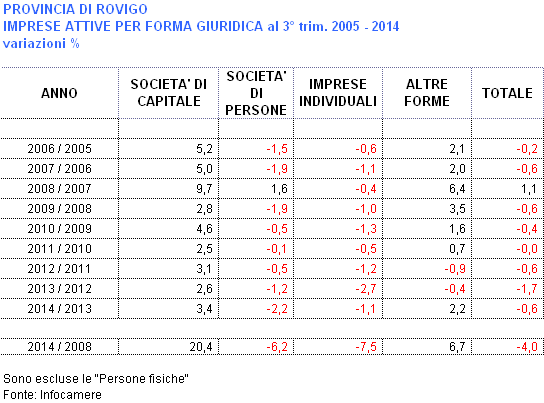 PROVINCIA DI ROVIGO
IMPRESE ATTIVE PER FORMA GIURIDICA al 3° trim. 2005 - 2014
variazioni %
ANNO SOCIETA' DI CAPITALE SOCIETA' DI PERSONE IMPRESE INDIVIDUALI ALTRE FORME TOTALE
2006 / 2005 5,2 -1,5 -0,6 2,1 -0,2
2007 / 2006 5,0 -1,9 -1,1 2,0 -0,6
2008 / 2007 9,7 1,6 -0,4 6,4 1,1
2009 / 2008 2,8 -1,9 -1,0 3,5 -0,6
2010 / 2009 4,6 -0,5 -1,3 1,6 -0,4
2011 / 2010 2,5 -0,1 -0,5 0,7 -0,0
2012 / 2011 3,1 -0,5 -1,2 -0,9 -0,6
2013 / 2012 2,6 -1,2 -2,7 -0,4 -1,7
2014 / 2013 3,4 -2,2 -1,1 2,2 -0,6
2014 / 2008 20,4 -6,2 -7,5 6,7 -4,0
Sono escluse le "Persone fisiche"
Fonte: Infocamere